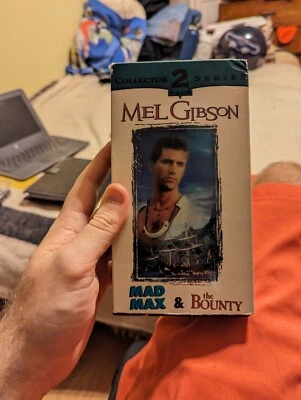 COLLECTOR 2 SERIES
MEL GIBSON
MAD MAX & the BOUNTY